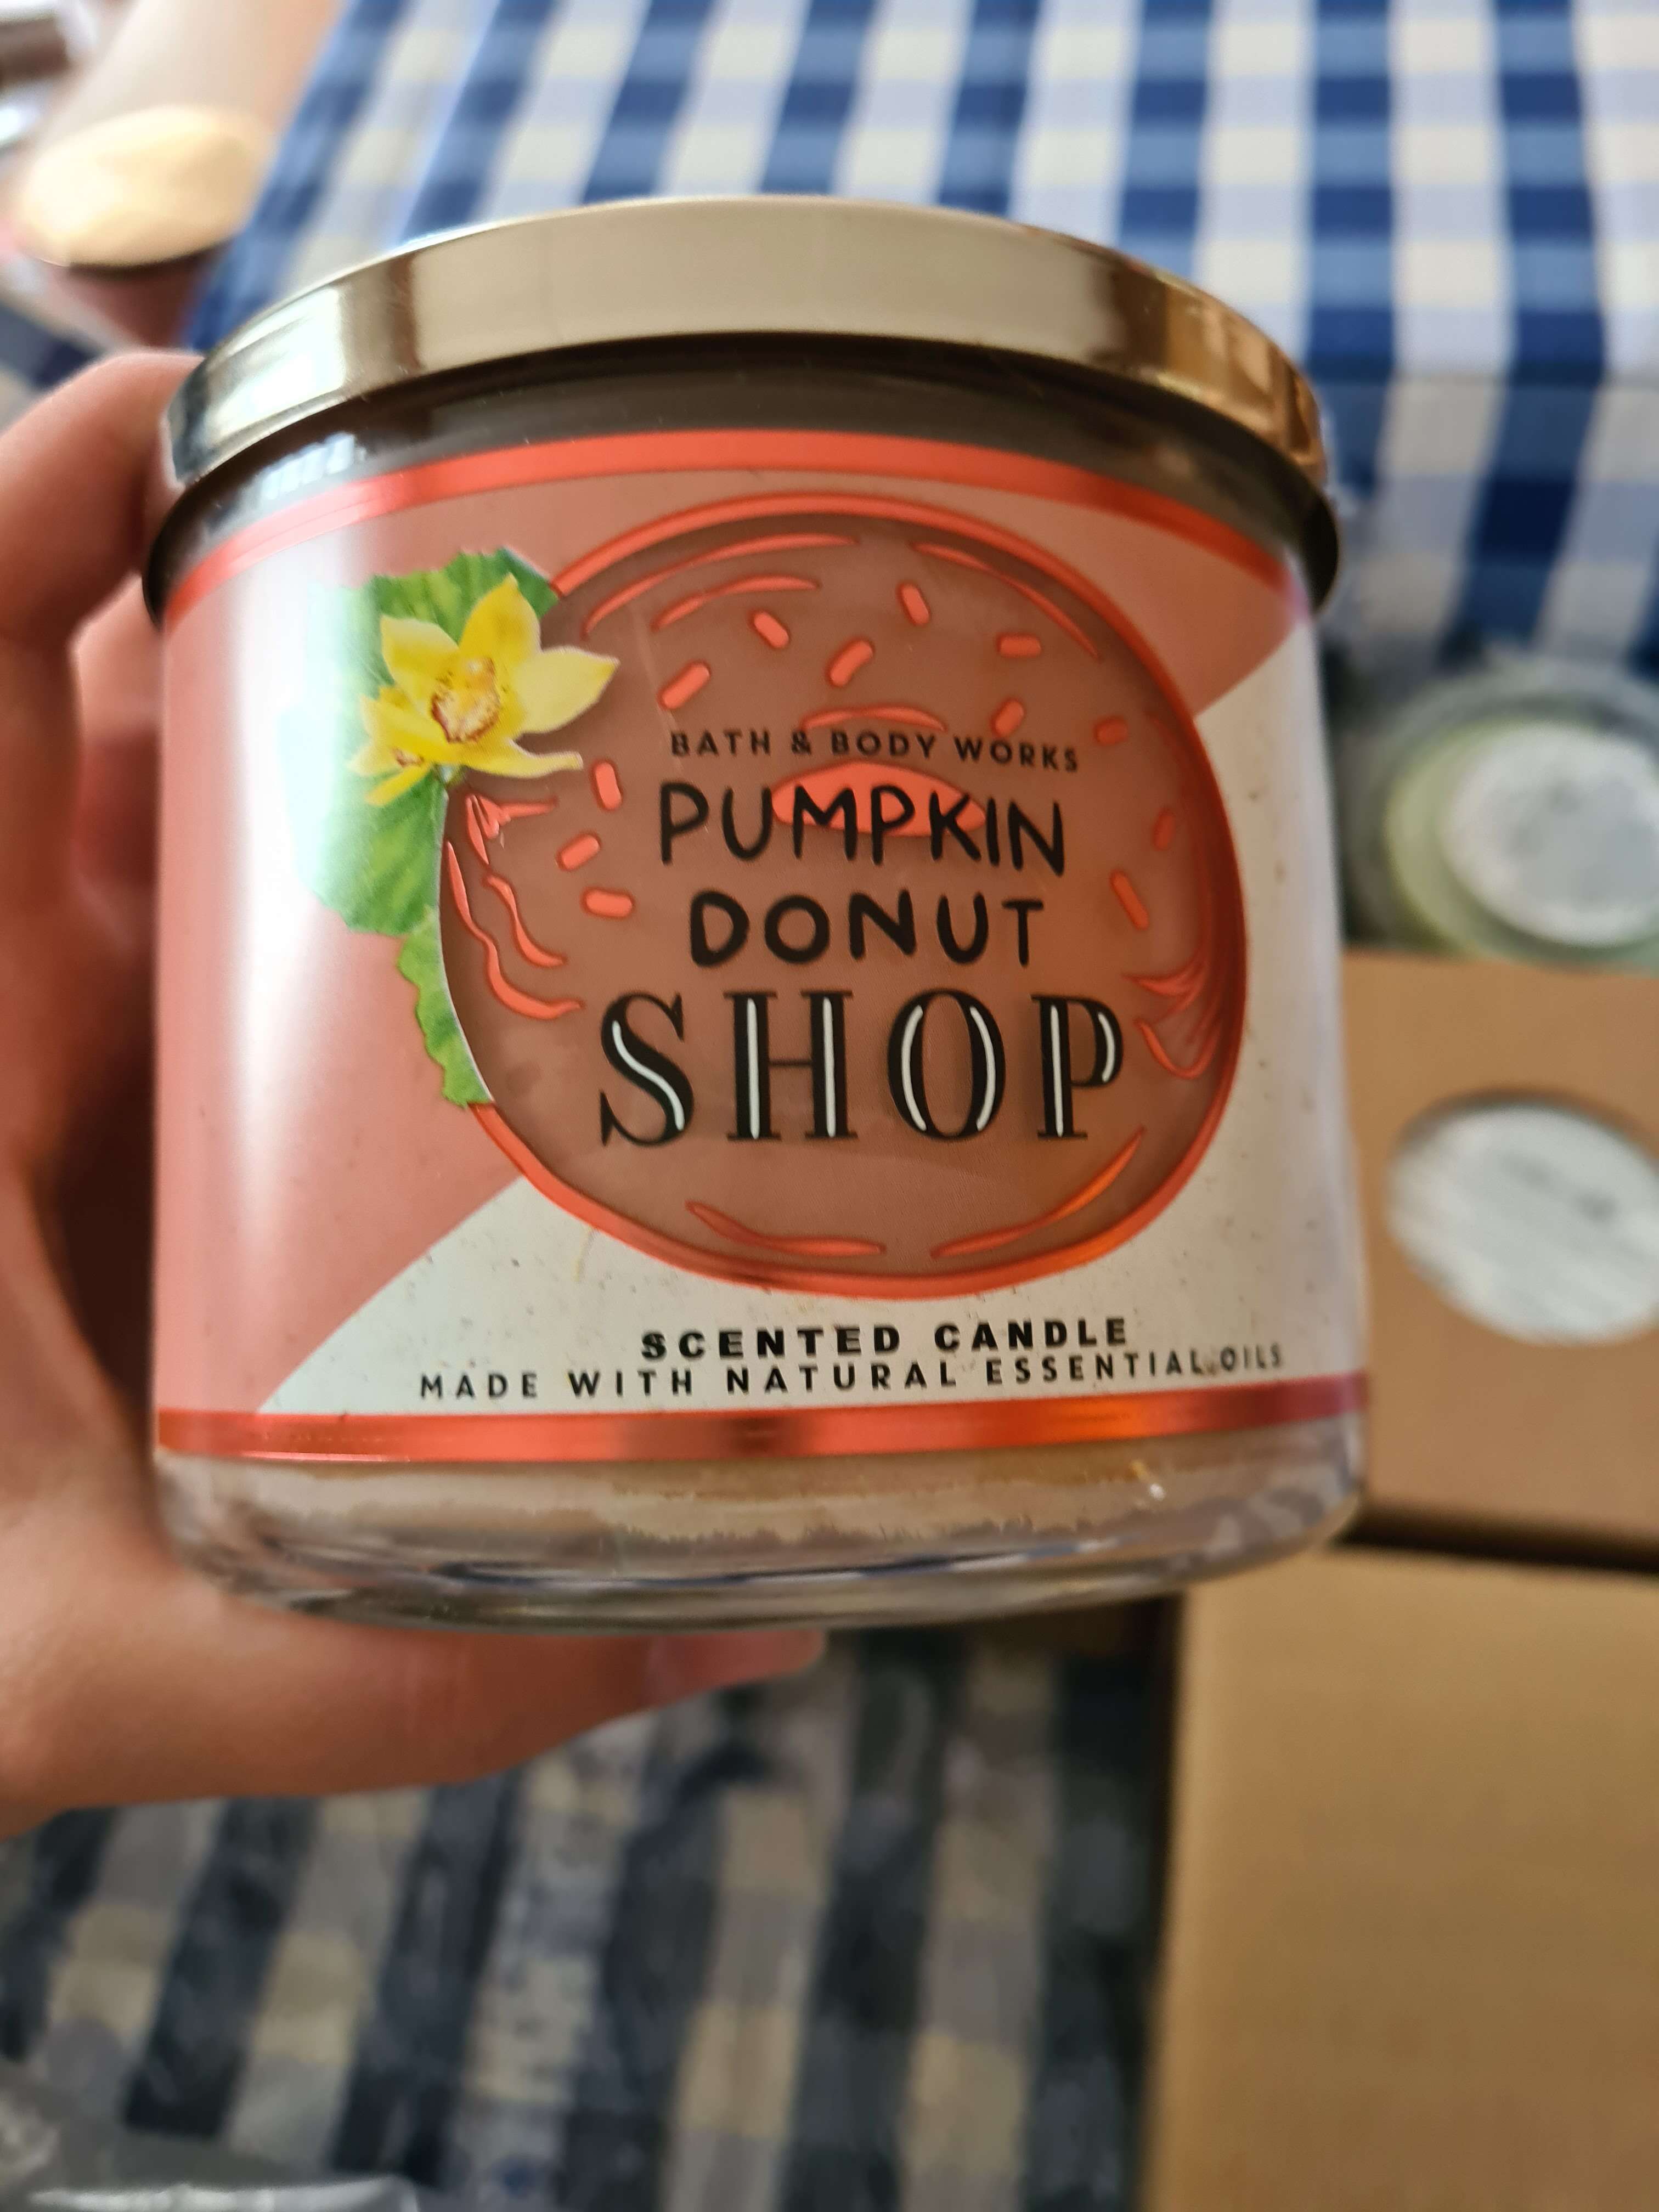 BATH & BODY WORKS
PUMPKIN
DONUT
SHOP
SCENTED CANDLE
MADE WITH NATURAL ESSENTIAL OILS